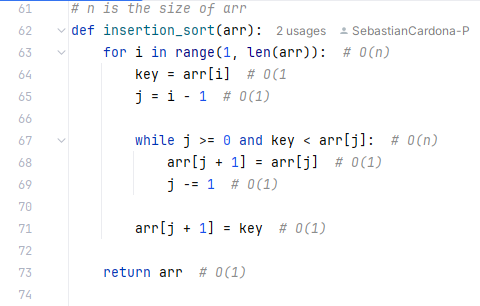 61 # n is the size of arr
62 def insertion_sort(arr): 2 usages SebastianCardona-P
63 for i in range(1, len(arr)): # O(n)
64 key = arr[i] # O(1
65 j = i - 1 # O(1)
66
67 while j >= 0 and key < arr[j]: # O(n)
68 arr[j + 1] = arr[j] # O(1)
69 j -= 1 # O(1)
70
71 arr[j + 1] = key # O(1)
72
73 return arr # O(1)
74